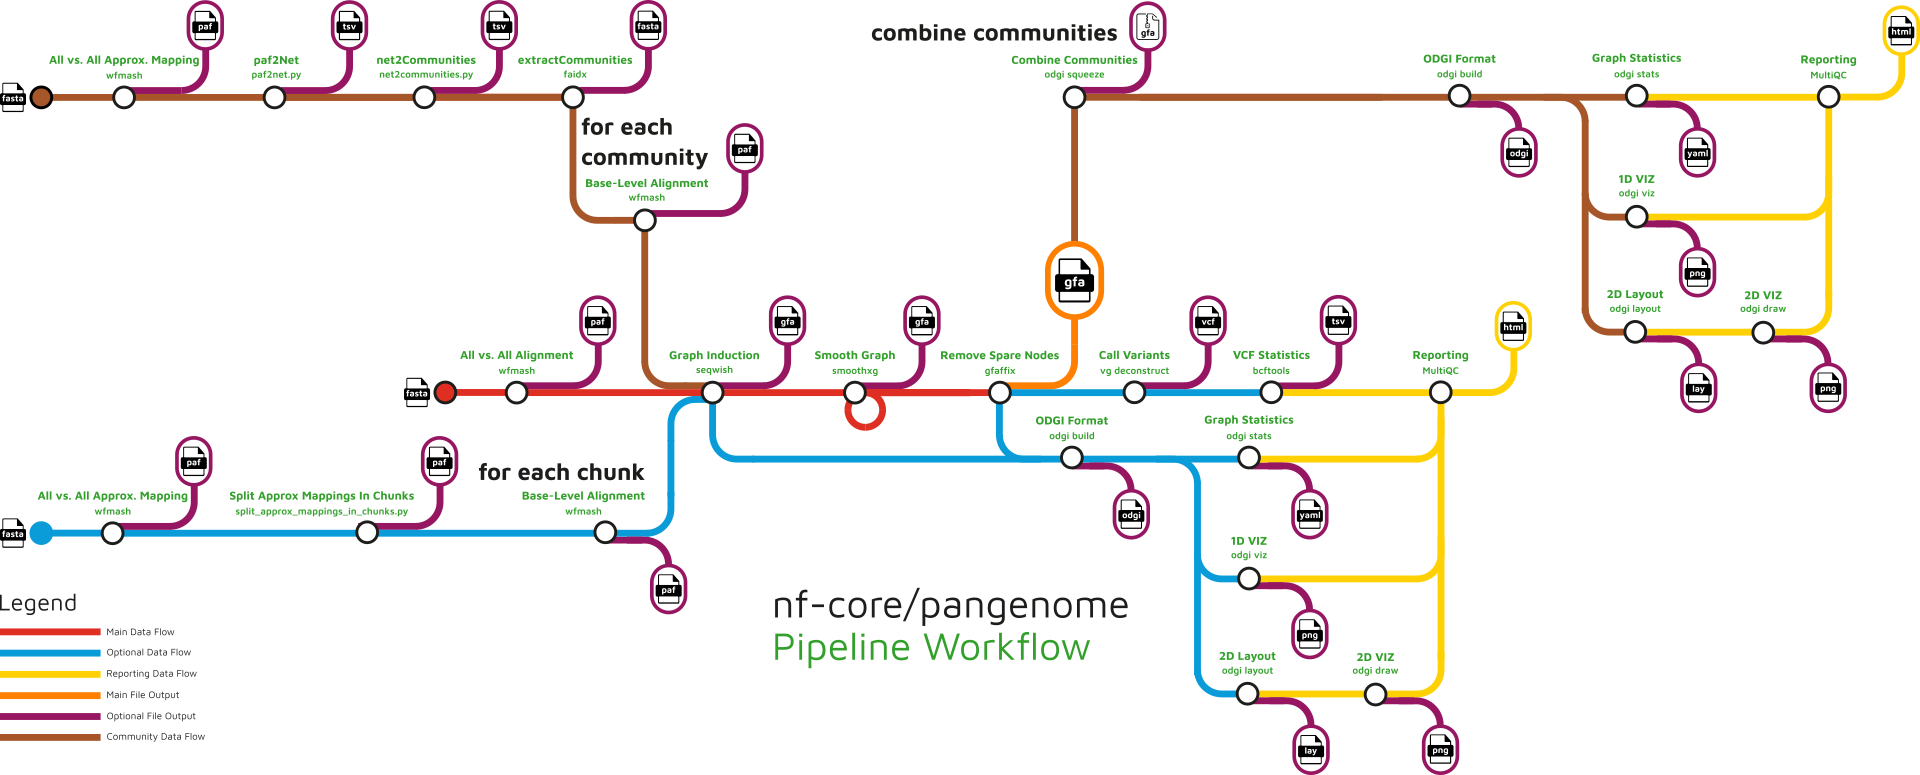 paf
tsv
tsv
fasta
gfa
html
combine communities
All vs. All Approx. Mapping
wfmash
paf2Net
paf2net.py
net2Communities
net2communities.py
extractCommunities
faidx
Combine Communities
odgi squeeze
ODGI Format
odgi build
Graph Statistics
odgi stats
Reporting
MultiQC
fasta
for each
community
paf
odgi
yaml
Base-Level Alignment
wfmash
1D VIZ
odgi viz
png
gfa
2D Layout
odgi layout
2D VIZ
odgi draw
lay
png
paf
gfa
gfa
vcf
tsv
html
All vs. All Alignment
wfmash
Graph Induction
seqwish
Smooth Graph
smoothxg
Remove Spare Nodes
gfaffix
Call Variants
vg deconstruct
VCF Statistics
bcftools
Reporting
MultiQC
fasta
ODGI Format
odgi build
Graph Statistics
odgi stats
odgi
yaml
paf
paf
for each chunk
All vs. All Approx. Mapping
wfmash
Split Approx Mappings In Chunks
split_approx_mappings_in_chunks.py
Base-Level Alignment
wfmash
fasta
paf
1D VIZ
odgi viz
png
2D Layout
odgi layout
2D VIZ
odgi draw
lay
png
nf-core/pangenome
Pipeline Workflow
Legend
Main Data Flow
Optional Data Flow
Reporting Data Flow
Main File Output
Optional File Output
Community Data Flow